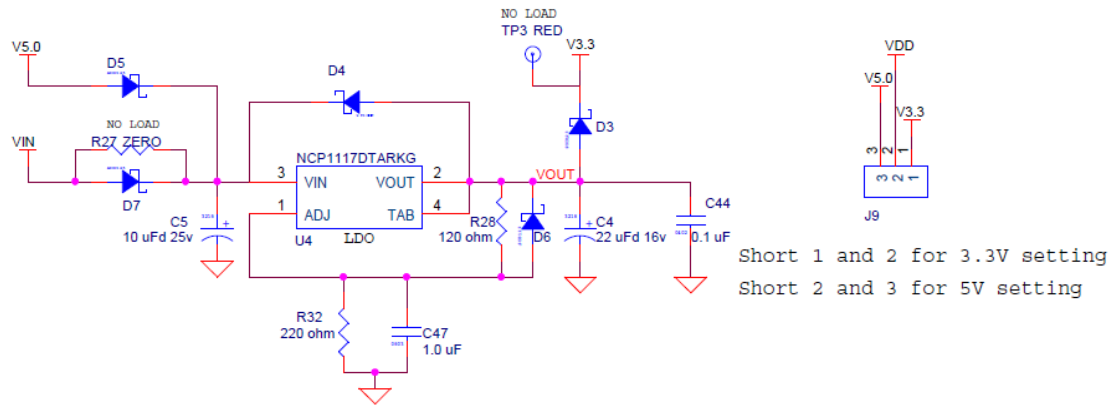 NO LOAD
TP3 RED
V5.0
V3.3
VDD
D5
D4
V5.0
NO LOAD
VIN
R27 ZERO
D3
V3.3
NCP1117DTARKG
3 VIN VOUT 2
VOUT
D7
1 ADJ TAB 4
U4 LDO
C5
10 uFd 25v
R28
120 ohm
D6
C4
22 uFd 16v
C44
0.1 uF
3 2 1
3 2 1
J9
Short 1 and 2 for 3.3V setting
Short 2 and 3 for 5V setting
R32
220 ohm
C47
1.0 uF